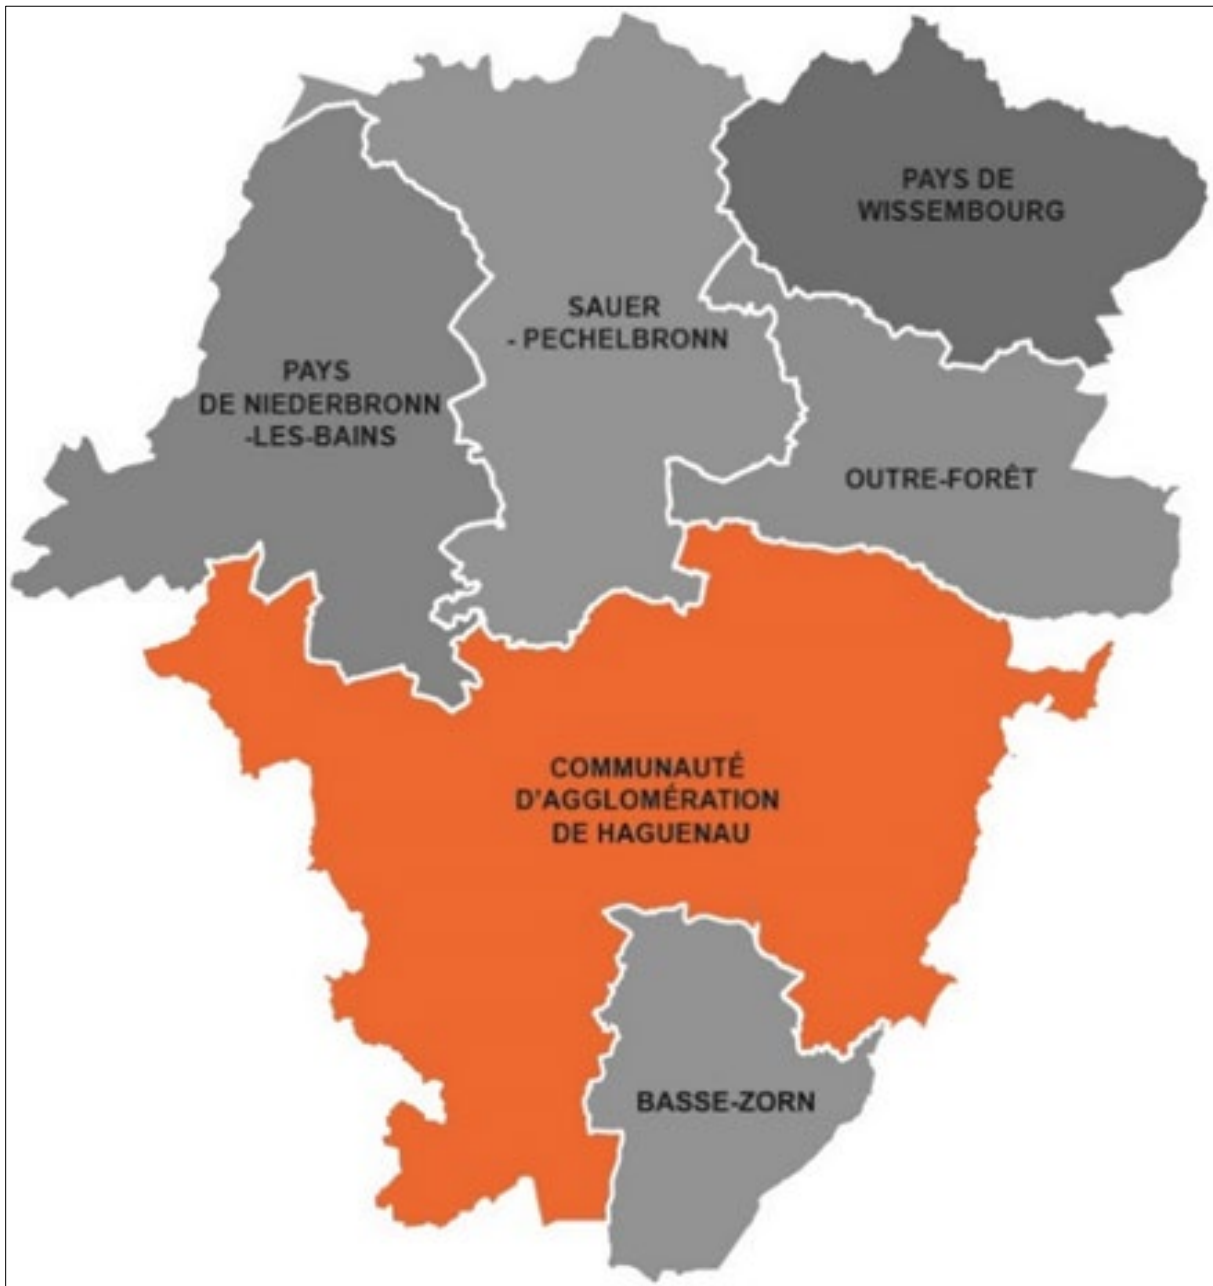 PAYS DE
WISSEMBOURG
SAUER
- PECHELBRONN
PAYS
DE NIEDERBRONN
-LES-BAINS
OUTRE-FORÊT
COMMUNAUTÉ
D'AGGLOMÉRATION
DE HAGUENAU
BASSE-ZORN